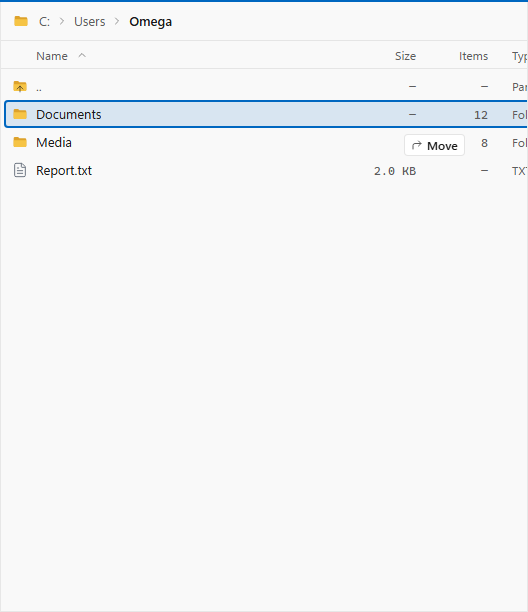 C: Users Omega
Name Size Items Typ
.. – – Par
Documents – 12 Fol
Media 8 Fol
Move
Report.txt 2.0 KB – TXT